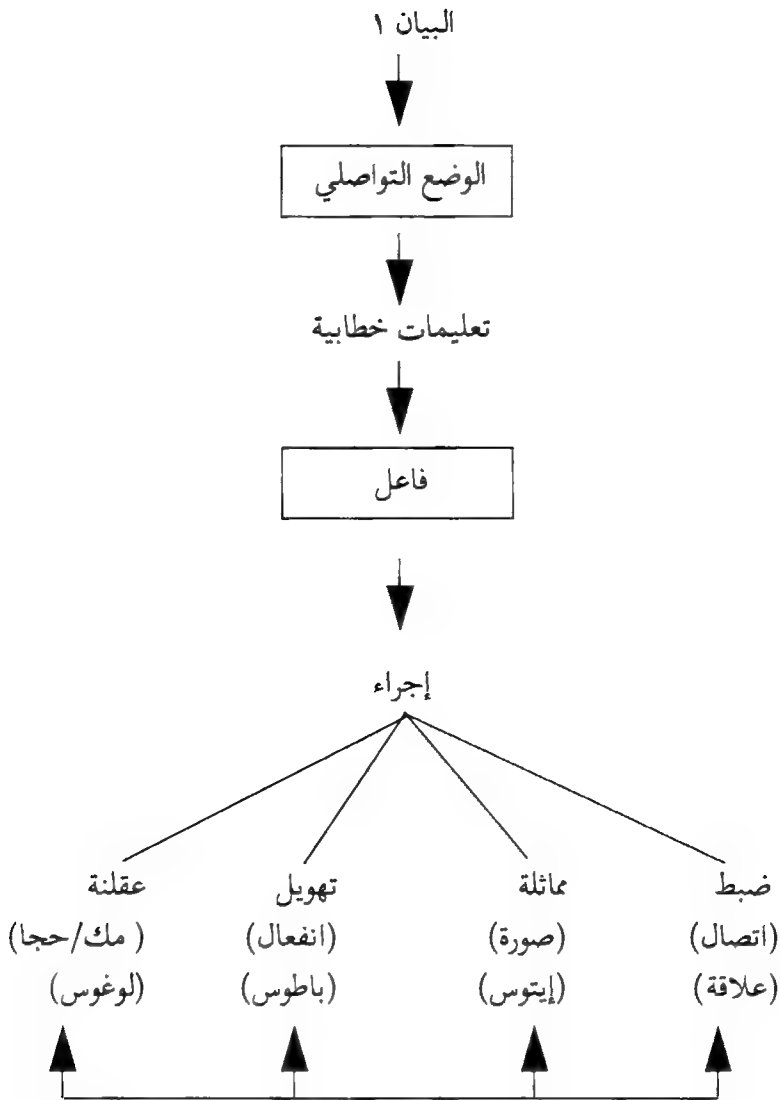 البيان ١
الوضع التواصلي
تعليمات خطابية
فاعل
إجراء
ضبط مماثلة تهويل عقلنة
(اتصال) (صورة) (انفعال) (مك/حجا)
(علاقة) (إيتوس) (باطوس) (لوغوس)